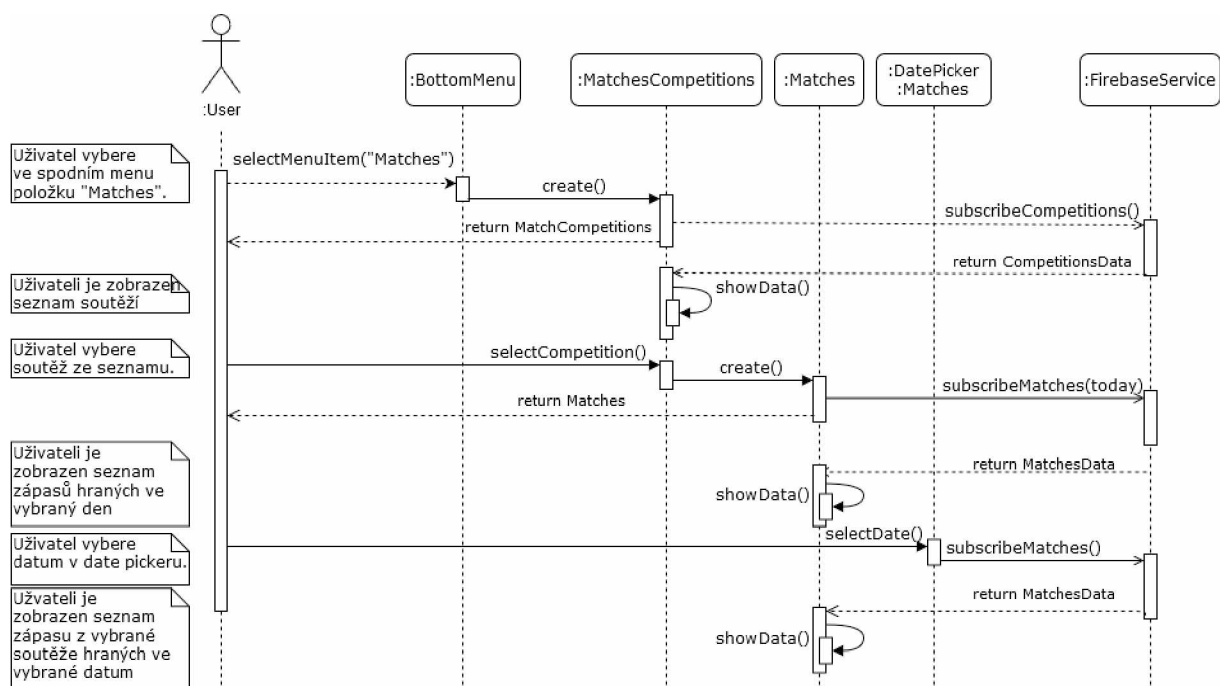 :User
:BottomMenu
:MatchesCompetitions
:Matches
:DatePicker
:Matches
:FirebaseService
Uživatel vybere
ve spodním menu
položku "Matches".
selectMenuItem("Matches")
create()
subscribeCompetitions()
return MatchCompetitions
return CompetitionsData
Uživateli je zobrazen
seznam soutěží
showData()
Uživatel vybere
soutěž ze seznamu.
selectCompetition()
create()
subscribeMatches(today)
return Matches
Uživateli je
zobrazen seznam
zápasů hraných ve
vybraný den
return MatchesData
showData()
Uživatel vybere
datum v date pickeru.
selectDate()
subscribeMatches()
Užvateli je
zobrazen seznam
zápasu z vybrané
soutěže hraných ve
vybrané datum
return MatchesData
showData()